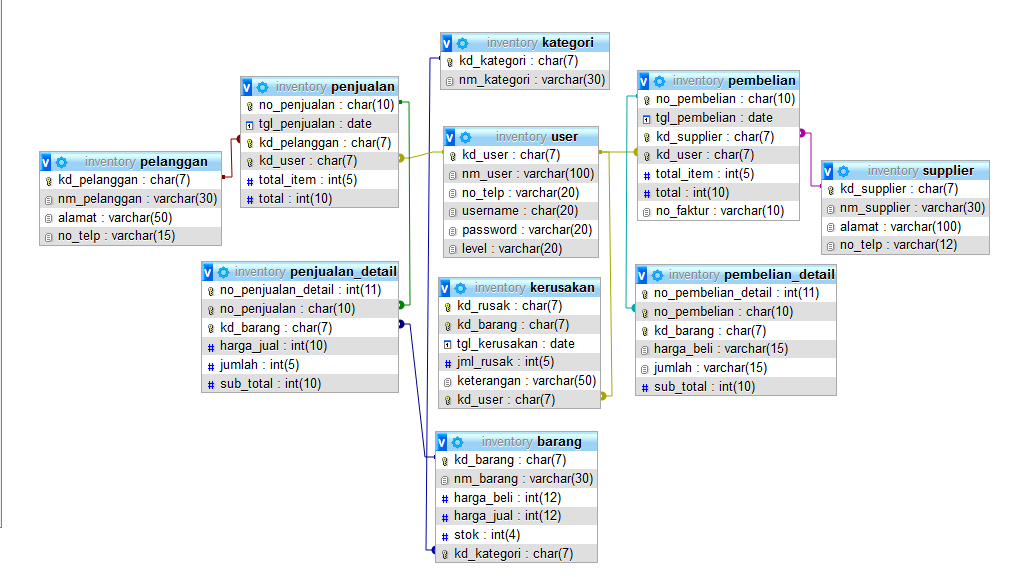 inventory kategori
kd_kategori : char(7)
nm_kategori : varchar(30)
inventory penjualan
no_penjualan : char(10)
tgl_penjualan : date
kd_pelanggan : char(7)
kd_user : char(7)
total_item : int(5)
total : int(10)
inventory pembelian
no_pembelian : char(10)
tgl_pembelian : date
kd_supplier : char(7)
kd_user : char(7)
total_item : int(5)
total : int(10)
no_faktur : varchar(10)
inventory user
kd_user : char(7)
nm_user : varchar(100)
no_telp : varchar(20)
username : char(20)
password : varchar(20)
level : varchar(20)
inventory pelanggan
kd_pelanggan : char(7)
nm_pelanggan : varchar(30)
alamat : varchar(50)
no_telp : varchar(15)
inventory supplier
kd_supplier : char(7)
nm_supplier : varchar(30)
alamat : varchar(100)
no_telp : varchar(12)
inventory penjualan_detail
no_penjualan_detail : int(11)
no_penjualan : char(10)
kd_barang : char(7)
harga_jual : int(10)
jumlah : int(5)
sub_total : int(10)
inventory kerusakan
kd_rusak : char(7)
kd_barang : char(7)
tgl_kerusakan : date
jml_rusak : int(5)
keterangan : varchar(50)
kd_user : char(7)
inventory pembelian_detail
no_pembelian_detail : int(11)
no_pembelian : char(10)
kd_barang : char(7)
harga_beli : varchar(15)
jumlah : varchar(15)
sub_total : int(10)
inventory barang
kd_barang : char(7)
nm_barang : varchar(30)
harga_beli : int(12)
harga_jual : int(12)
stok : int(4)
kd_kategori : char(7)